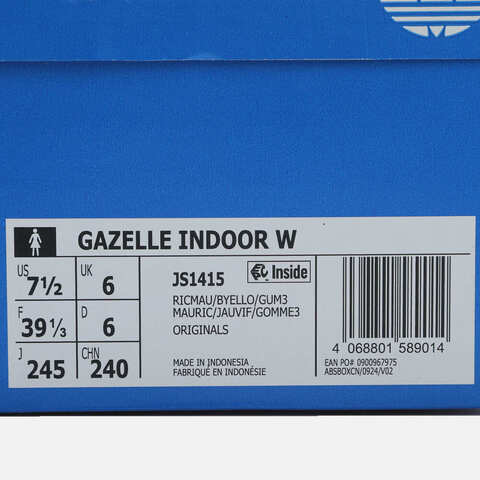 GAZELLE INDOOR W
US 7½ UK 6
F 39⅓ D 6
J 245 CHN 240
JS1415 Inside
RICMAU/BYELLO/GUM3
MAURIC/JAUVIF/GOMME3
ORIGINALS
MADE IN INDONESIA
FABRIQUÉ EN INDONÉSIE
4 068801 589014
EAN PO# 0900967975
ABSBOXCN/0924/V02